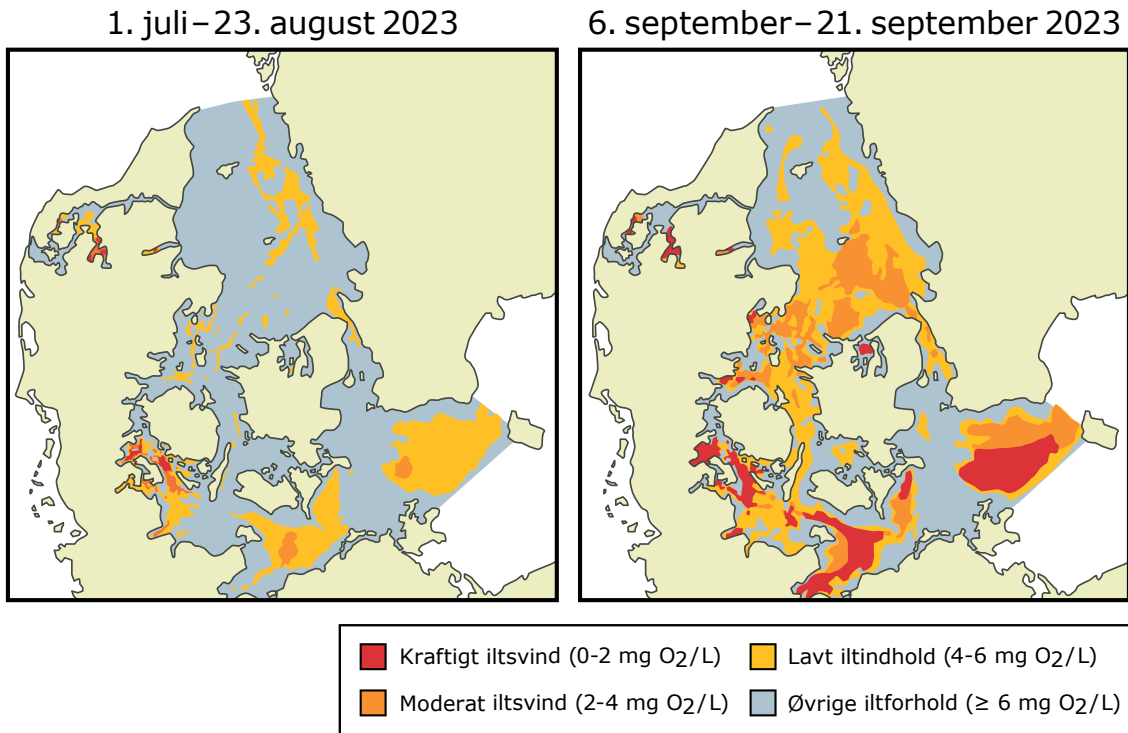 1. juli–23. august 2023
6. september–21. september 2023
Kraftigt iltsvind (0-2 mg O2/L)
Lavt iltindhold (4-6 mg O2/L)
Moderat iltsvind (2-4 mg O2/L)
Øvrige iltforhold (≥ 6 mg O2/L)